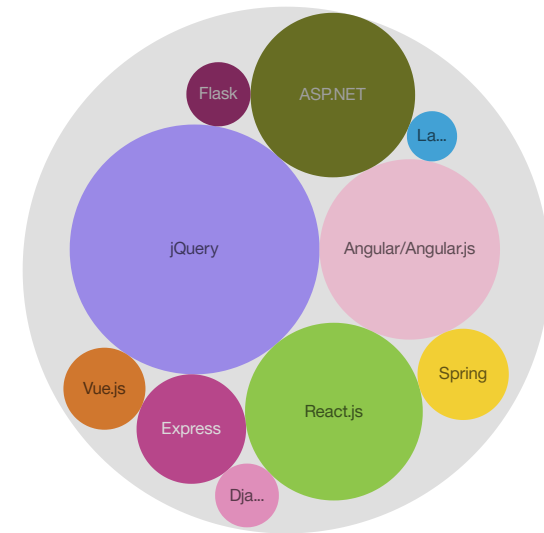 Flask
ASP.NET
La...
jQuery
Angular/Angular.js
Vue.js
Spring
Express
React.js
Dja...